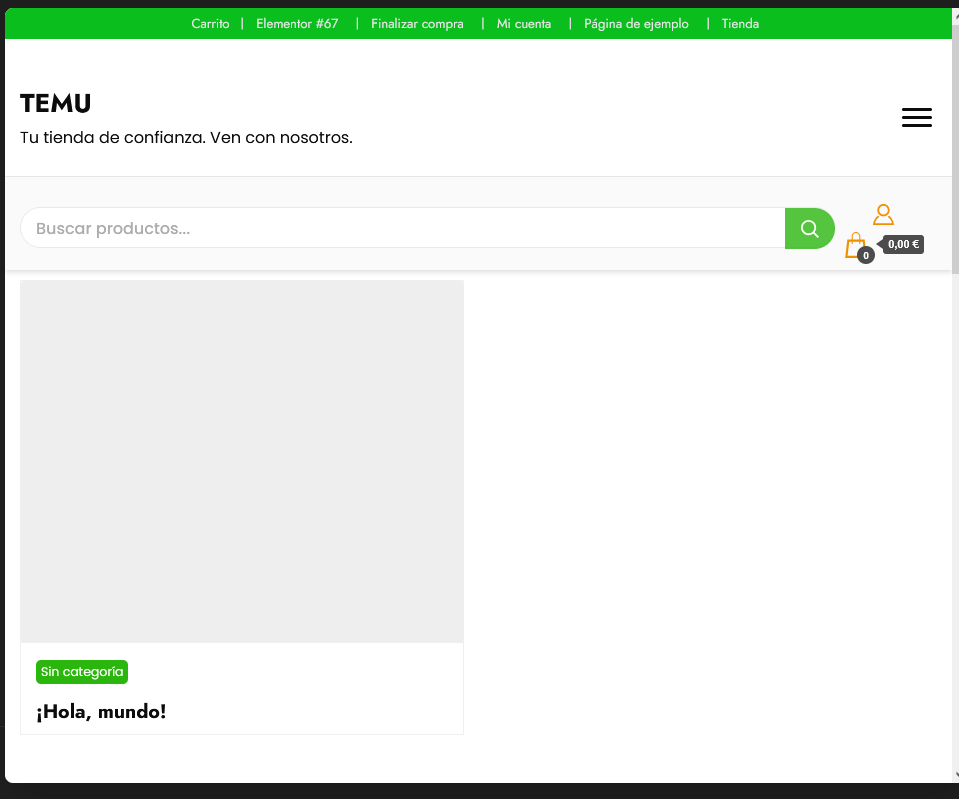 Carrito | Elementor #67 | Finalizar compra | Mi cuenta | Página de ejemplo | Tienda
TEMU
Tu tienda de confianza. Ven con nosotros.
Buscar productos...
0
0,00 €
Sin categoría
¡Hola, mundo!